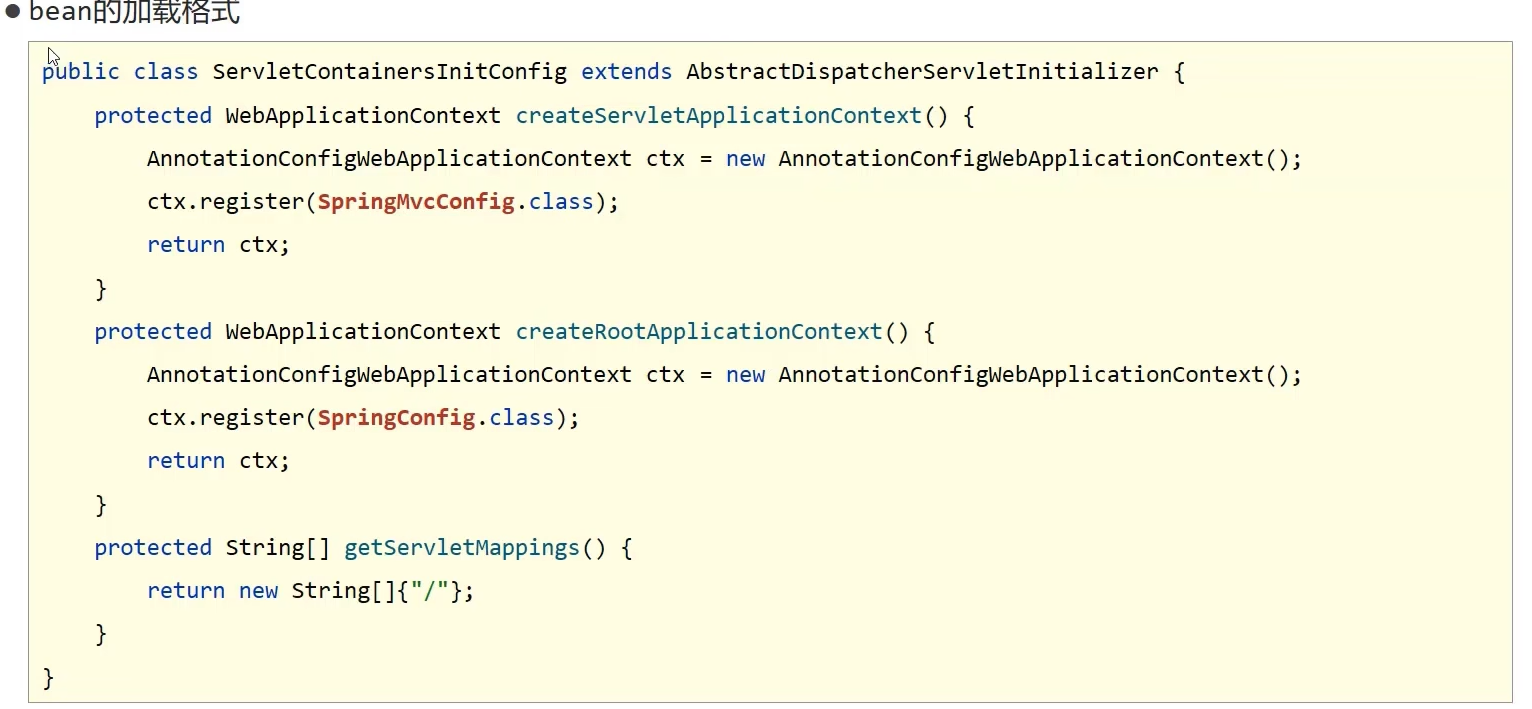 ● bean的加载格式
public class ServletContainersInitConfig extends AbstractDispatcherServletInitializer {
    protected WebApplicationContext createServletApplicationContext() {
        AnnotationConfigWebApplicationContext ctx = new AnnotationConfigWebApplicationContext();
        ctx.register(SpringMvcConfig.class);
        return ctx;
    }
    protected WebApplicationContext createRootApplicationContext() {
        AnnotationConfigWebApplicationContext ctx = new AnnotationConfigWebApplicationContext();
        ctx.register(SpringConfig.class);
        return ctx;
    }
    protected String[] getServletMappings() {
        return new String[]{"/"};
    }
}